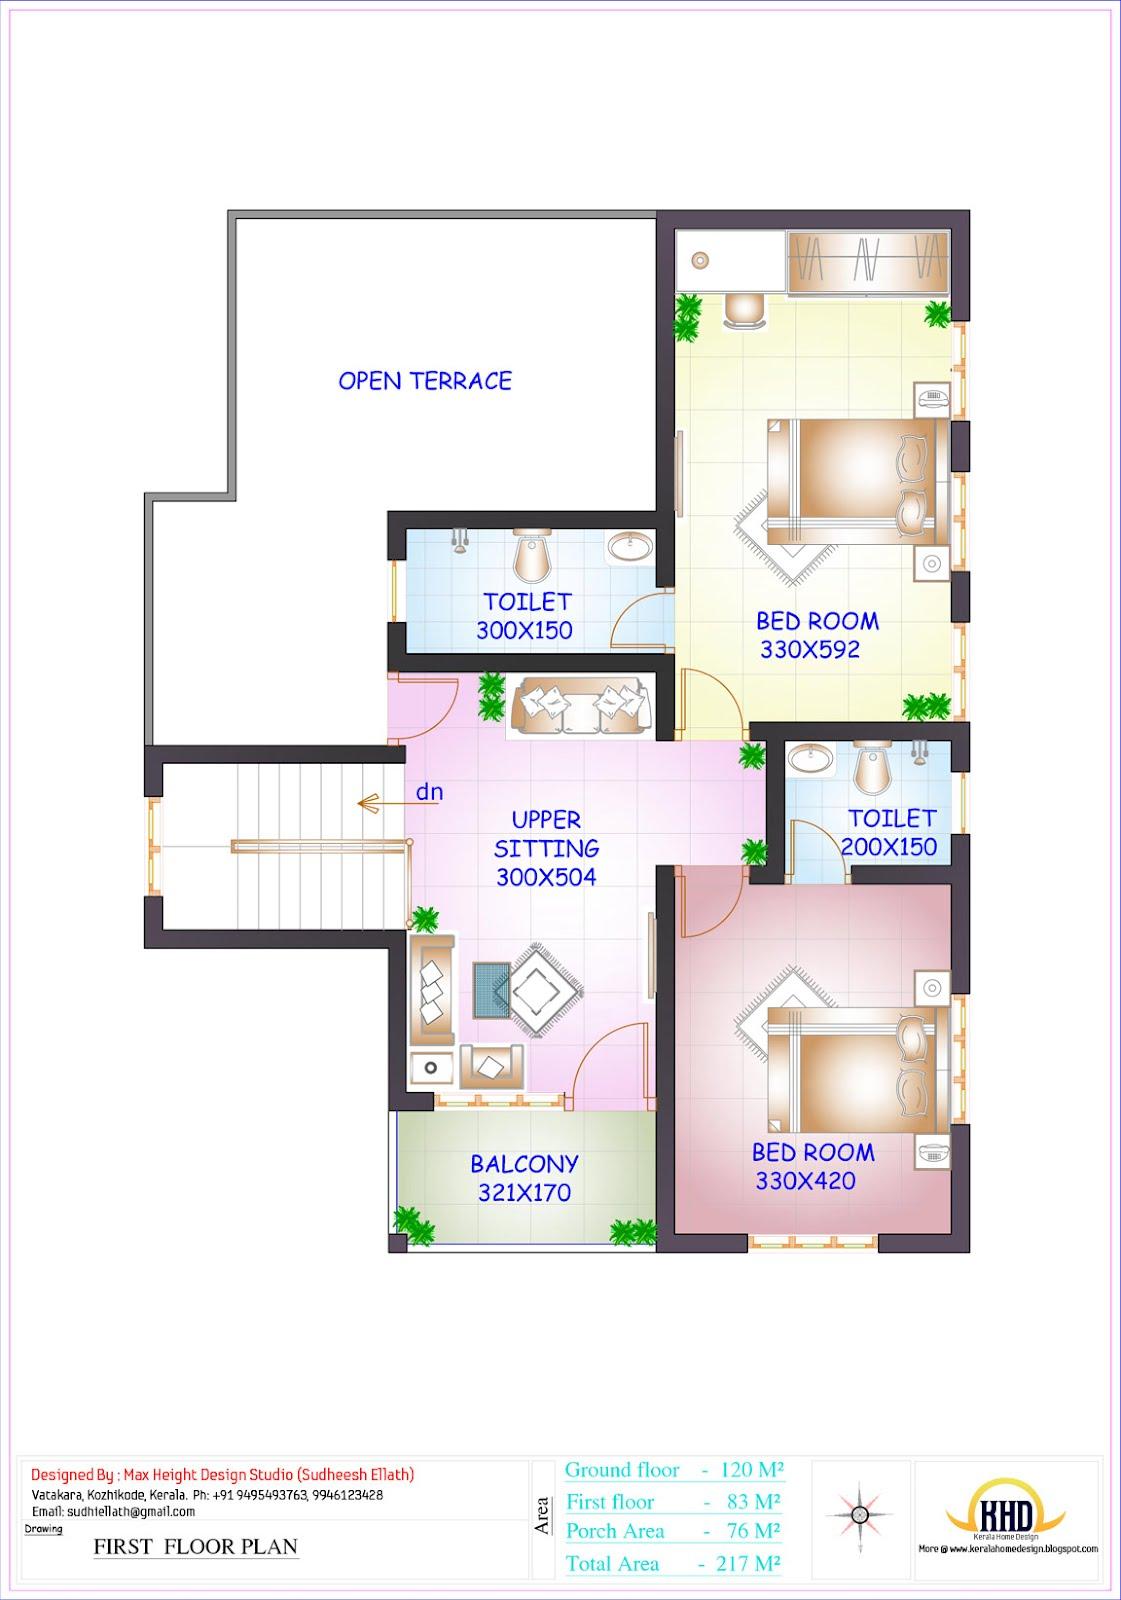 OPEN TERRACE
TOILET
300X150
BED ROOM
330X592
dn
UPPER
SITTING
300X504
TOILET
200X150
BALCONY
321X170
BED ROOM
330X420
Designed By ; Max Height Design Studio (Sudheesh Ellath)
Vatakara, Kozhikode, Kerala. Ph: +91 9495493763, 9946123428
Email: sudhiellath@gmail.com
Drawing
FIRST FLOOR PLAN
Area
Ground floor - 120 M²
First floor - 83 M²
Porch Area - 76 M²
Total Area - 217 M²
KHD
Kerala Home Design
More @ www.keralahomedesign.blogspot.com